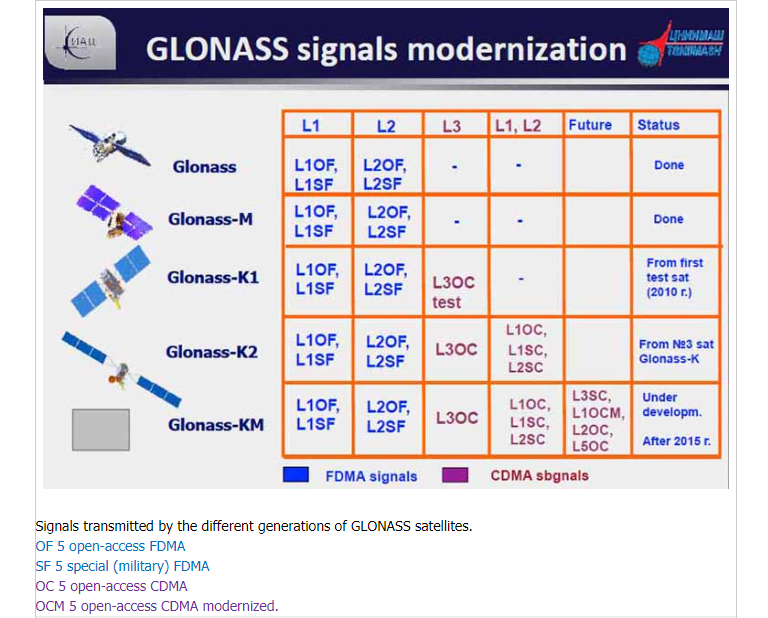 GLONASS signals modernization
ЦНИИМАШ
L1 L2 L3 L1, L2 Future Status
Glonass L1OF, L1SF L2OF, L2SF - - Done
Glonass-M L1OF, L1SF L2OF, L2SF - - Done
Glonass-K1 L1OF, L1SF L2OF, L2SF L3OC test - From first test sat (2010 г.)
Glonass-K2 L1OF, L1SF L2OF, L2SF L3OC L1OC, L1SC, L2SC From №3 sat Glonass-K
Glonass-KM L1OF, L1SF L2OF, L2SF L3OC L1OC, L1SC, L2SC L3SC, L1OCM, L2OC, L5OC Under developm. After 2015 г.
FDMA signals CDMA sbgnals
Signals transmitted by the different generations of GLONASS satellites.
OF 5 open-access FDMA
SF 5 special (military) FDMA
OC 5 open-access CDMA
OCM 5 open-access CDMA modernized.